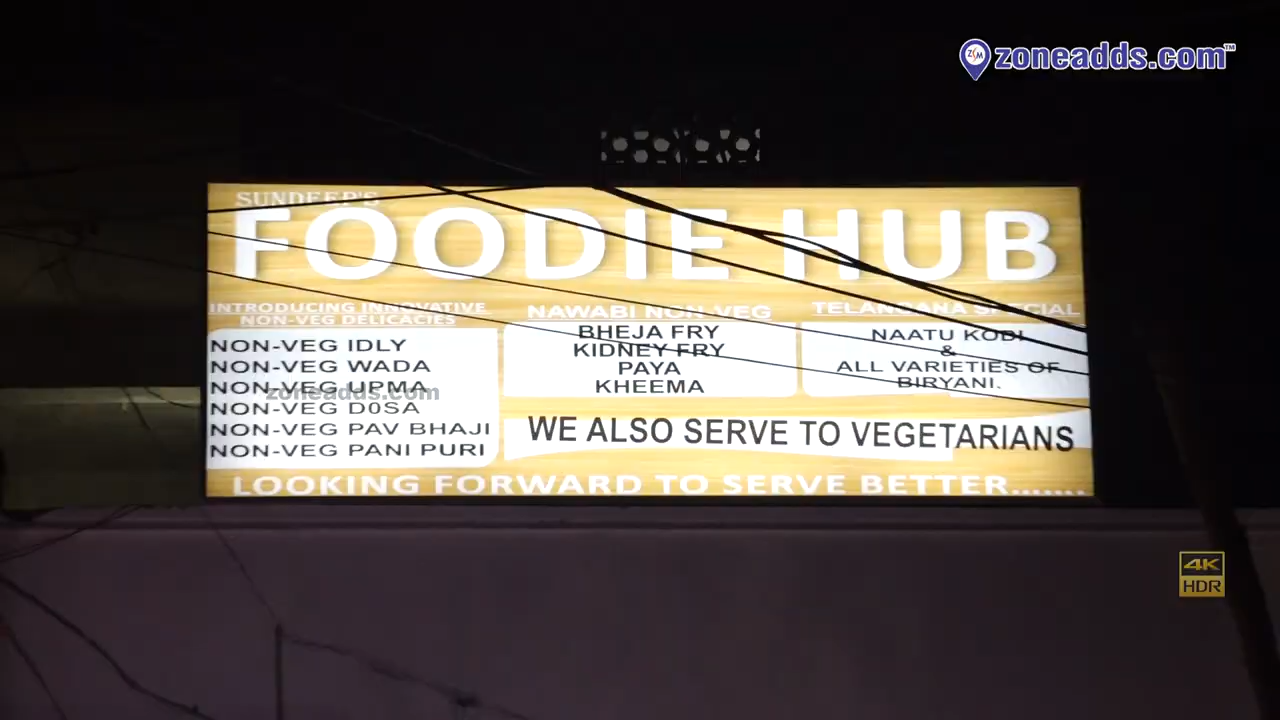 zoneadds.com™
SUNDEEP'S
FOODIE HUB
INTRODUCING INNOVATIVE
NON-VEG DELICACIES
NON-VEG IDLY
NON-VEG WADA
NON-VEG UPMA
NON-VEG D0SA
NON-VEG PAV BHAJI
NON-VEG PANI PURI
NAWABI NON-VEG
BHEJA FRY
KIDNEY FRY
PAYA
KHEEMA
TELANGANA SPECIAL
NAATU KODI
&
ALL VARIETIES OF
BIRYANI.
WE ALSO SERVE TO VEGETARIANS
LOOKING FORWARD TO SERVE BETTER.......
zoneadds.com
4K
HDR